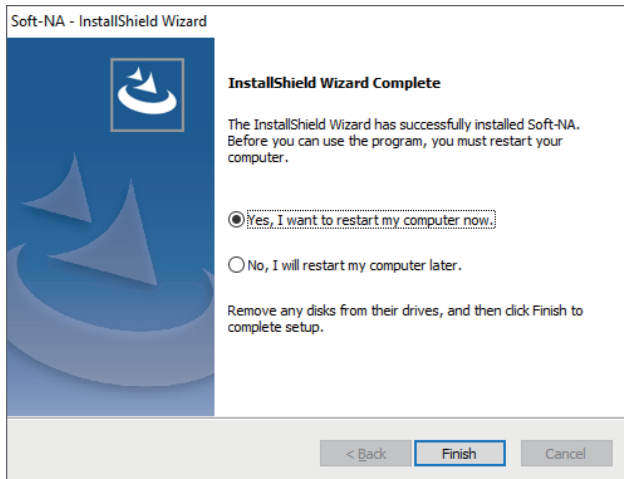 Soft-NA - InstallShield Wizard
InstallShield Wizard Complete
The InstallShield Wizard has successfully installed Soft-NA.
Before you can use the program, you must restart your
computer.
Yes, I want to restart my computer now.
No, I will restart my computer later.
Remove any disks from their drives, and then click Finish to
complete setup.
< Back
Finish
Cancel